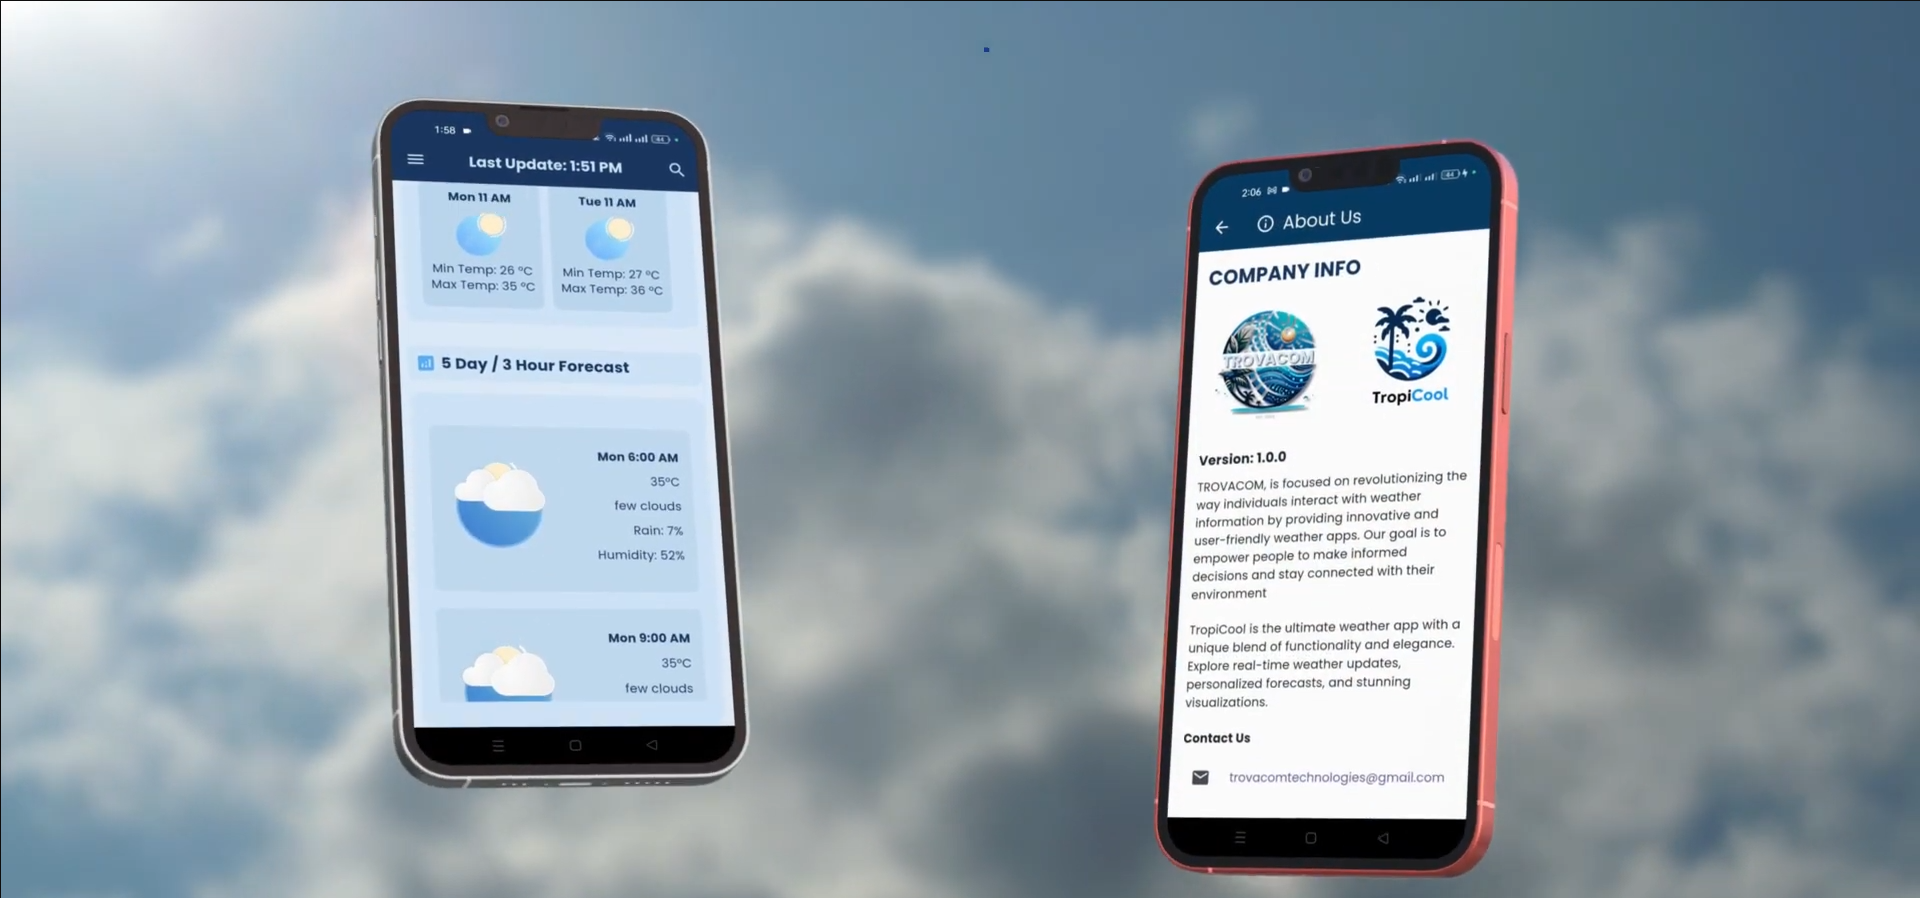 1:58
Last Update: 1:51 PM
Mon 11 AM
Min Temp: 26 °C
Max Temp: 35 °C
Tue 11 AM
Min Temp: 27 °C
Max Temp: 36 °C
5 Day / 3 Hour Forecast
Mon 6:00 AM
35°C
few clouds
Rain: 7%
Humidity: 52%
Mon 9:00 AM
35°C
few clouds
2:06
About Us
COMPANY INFO
TROVACOM
TropiCool
Version: 1.0.0
TROVACOM, is focused on revolutionizing the
way individuals interact with weather
information by providing innovative and
user-friendly weather apps. Our goal is to
empower people to make informed
decisions and stay connected with their
environment
TropiCool is the ultimate weather app with a
unique blend of functionality and elegance.
Explore real-time weather updates,
personalized forecasts, and stunning
visualizations.
Contact Us
trovacomtechnologies@gmail.com